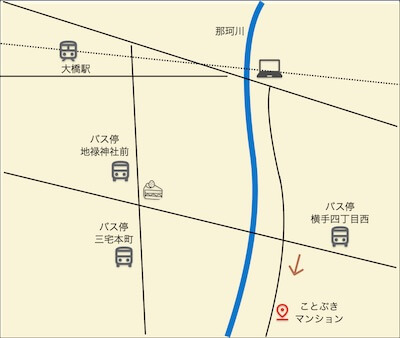 那珂川
大橋駅
バス停
地禄神社前
バス停
横手四丁目西
バス停
三宅本町
ことぶき
マンション